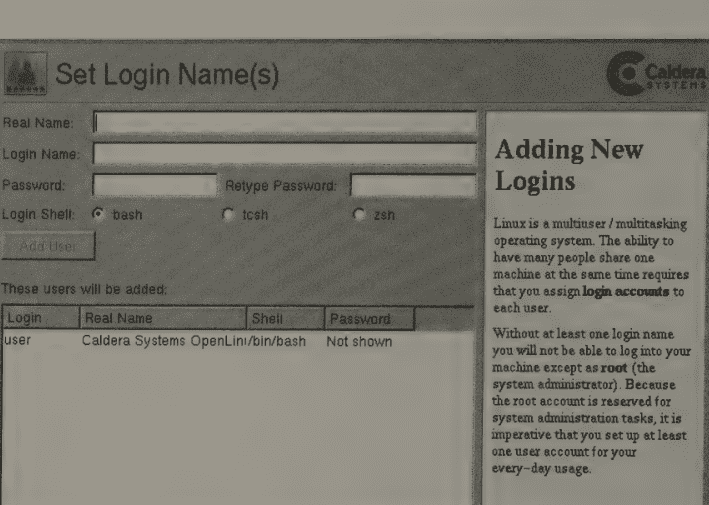 Set Login Name(s)
Caldera
SYSTEMS
Real Name:
Login Name:
Password:
Retype Password:
Login Shell:
bash
tcsh
zsh
Add User
These users will be added:
Login Real Name Shell Password
user Caldera Systems OpenLin /bin/bash Not shown
Adding New
Logins
Linux is a multiuser / multitasking
operating system. The ability to
have many people share one
machine at the same time requires
that you assign login accounts to
each user.
Without at least one login name
you will not be able to log into your
machine except as root (the
system administrator). Because
the root account is reserved for
system administration tasks, it is
imperative that you set up at least
one user account for your
every-day usage.